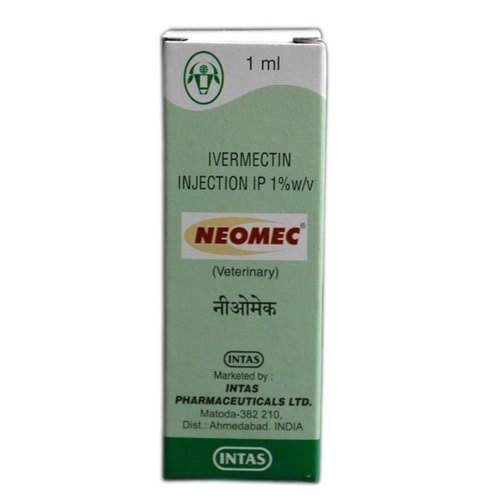 1 ml
IVERMECTIN
INJECTION IP 1%w/v
NEOMEC®
(Veterinary)
नीओमेक
INTAS
Marketed by :
INTAS
PHARMACEUTICALS LTD.
Matoda-382 210,
Dist.: Ahmedabad. INDIA
INTAS